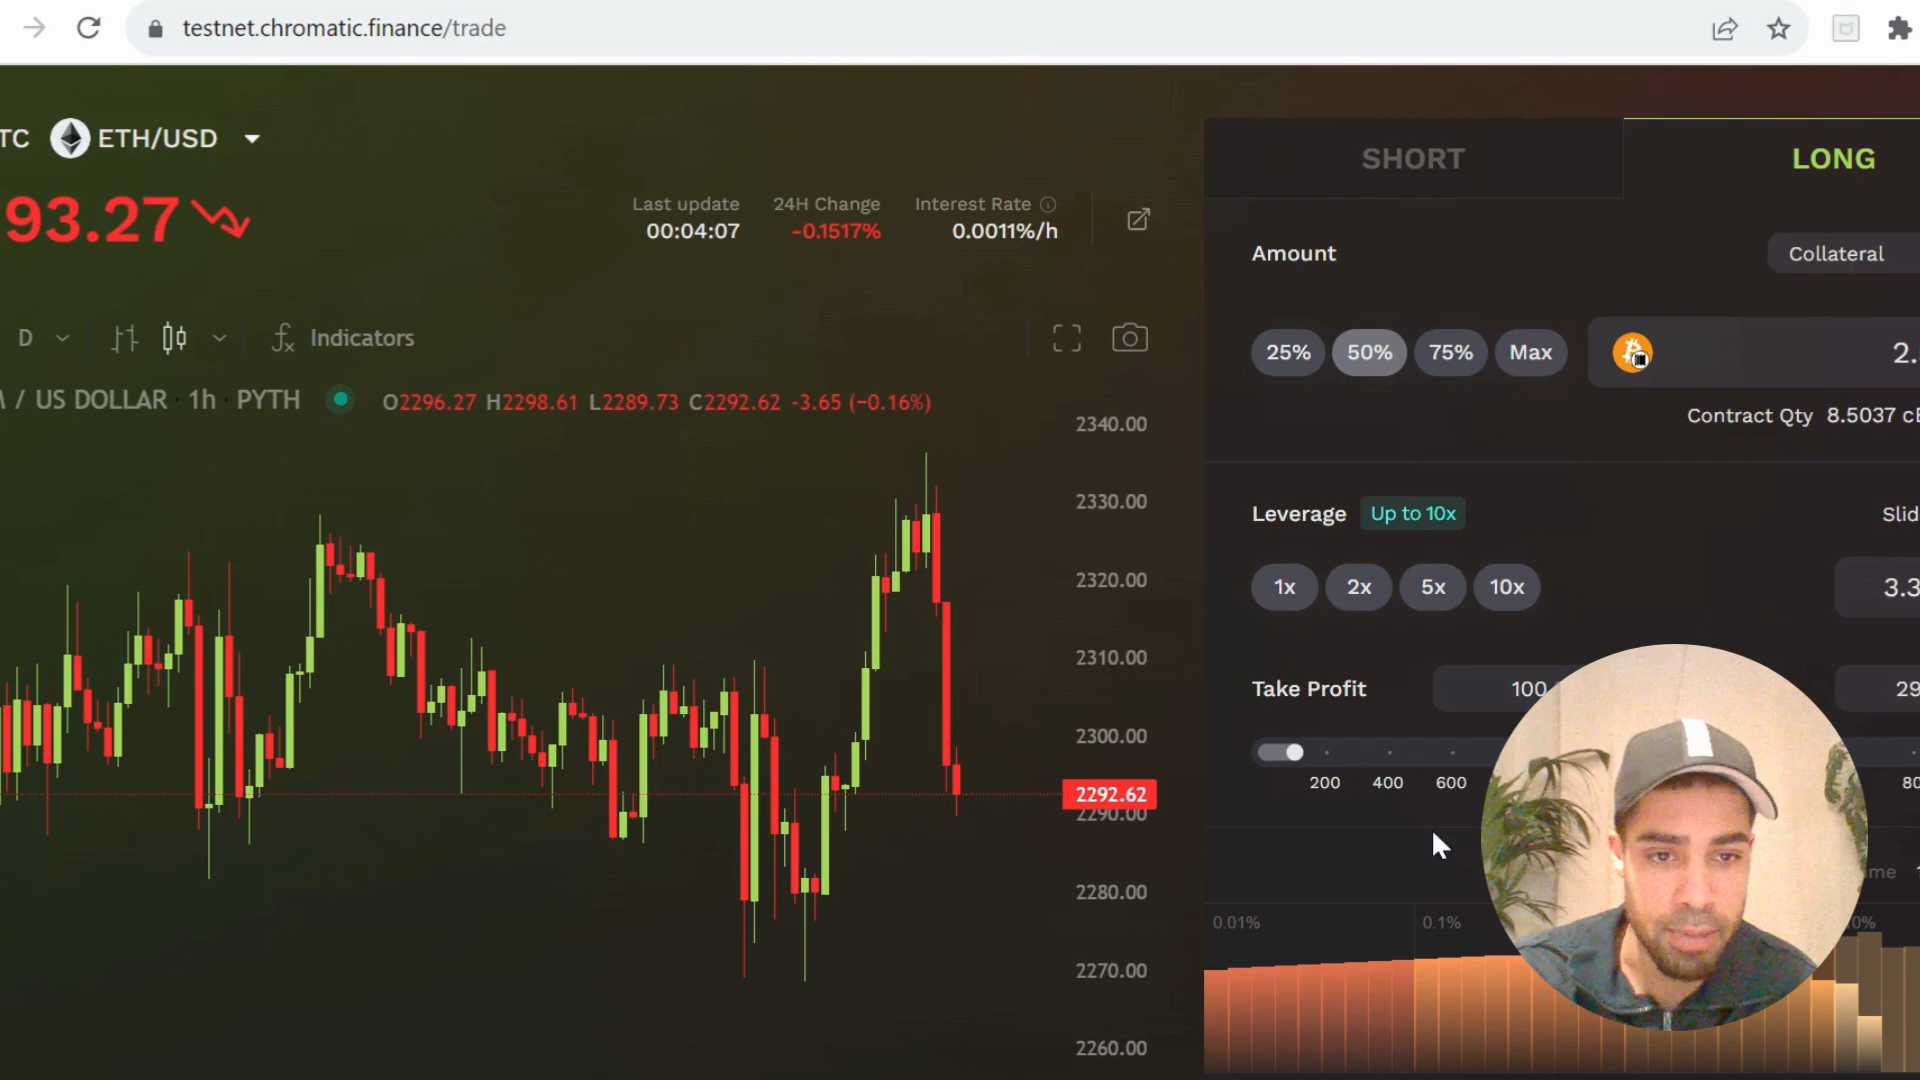 testnet.chromatic.finance/trade
TC ETH/USD
SHORT
LONG
93.27
Last update
00:04:07
24H Change
-0.1517%
Interest Rate
0.0011%/h
Amount
Collateral
D
Indicators
25%
50%
75%
Max
2.
/ US DOLLAR · 1h · PYTH
O2296.27 H2298.61 L2289.73 C2292.62 -3.65 (−0.16%)
Contract Qty 8.5037
2340.00
2330.00
2320.00
2310.00
2300.00
2292.62
2290.00
2280.00
2270.00
2260.00
Leverage Up to 10x
Slid
1x
2x
5x
10x
3.3
Take Profit
100
29
200
400
600
80
me
0.01%
0.1%
0%